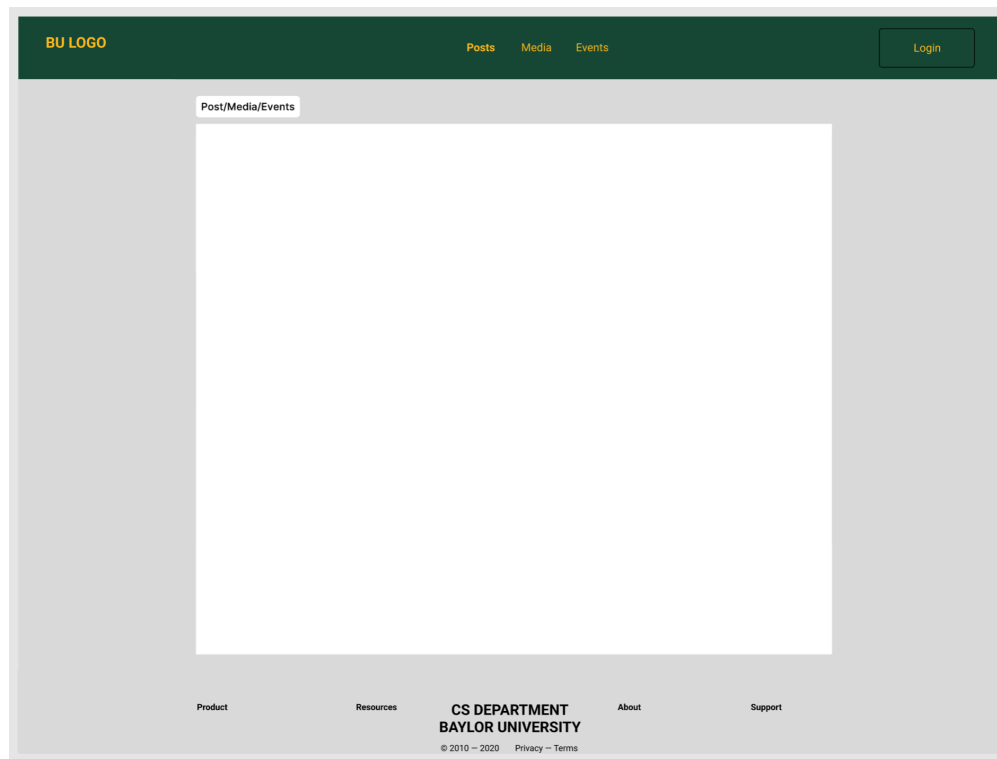 BU LOGO
Posts Media Events
Login
Post/Media/Events
Product
Resources
CS DEPARTMENT
BAYLOR UNIVERSITY
About
Support
© 2010 — 2020 Privacy — Terms